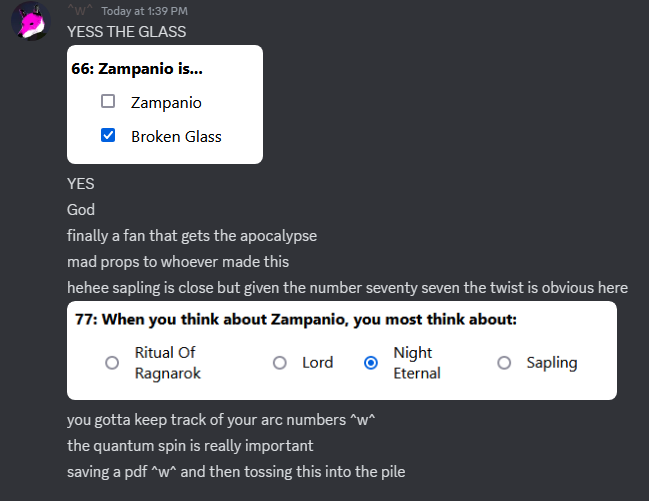 ^w^ Today at 1:39 PM
YESS THE GLASS
66: Zampanio is...
Zampanio
Broken Glass
YES
God
finally a fan that gets the apocalypse
mad props to whoever made this
hehee sapling is close but given the number seventy seven the twist is obvious here
77: When you think about Zampanio, you most think about:
Ritual Of
Ragnarok
Lord
Night
Eternal
Sapling
you gotta keep track of your arc numbers ^w^
the quantum spin is really important
saving a pdf ^w^ and then tossing this into the pile